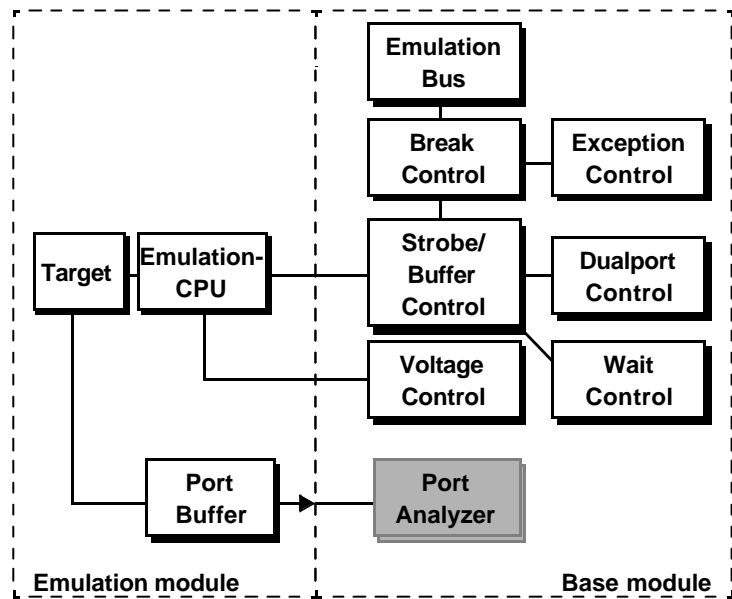 Emulation
Bus
Break
Control
Exception
Control
Target
Emulation-
CPU
Strobe/
Buffer
Control
Dualport
Control
Voltage
Control
Wait
Control
Port
Buffer
Port
Analyzer
Emulation module
Base module